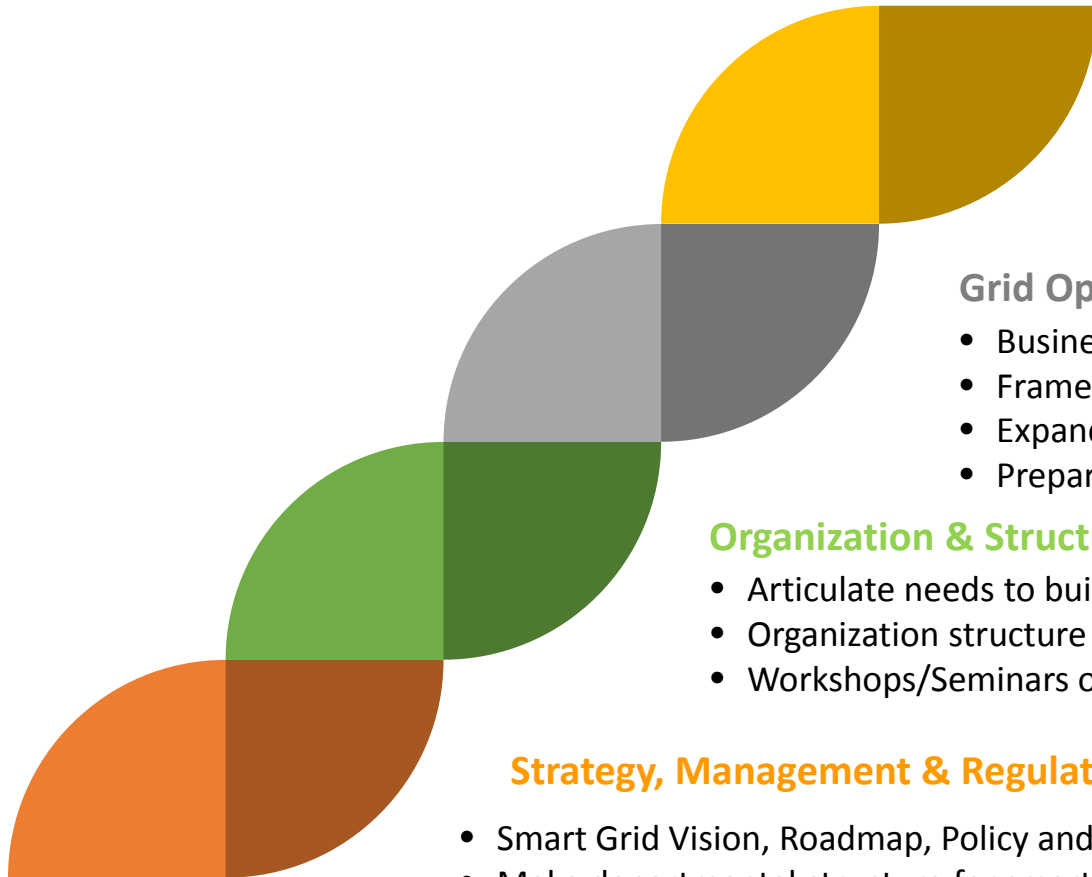 Grid Op
• Busine
• Frame
• Expand
• Prepar
Organization & Struct
• Articulate needs to bui
• Organization structure
• Workshops/Seminars o
Strategy, Management & Regulat
• Smart Grid Vision, Roadmap, Policy and